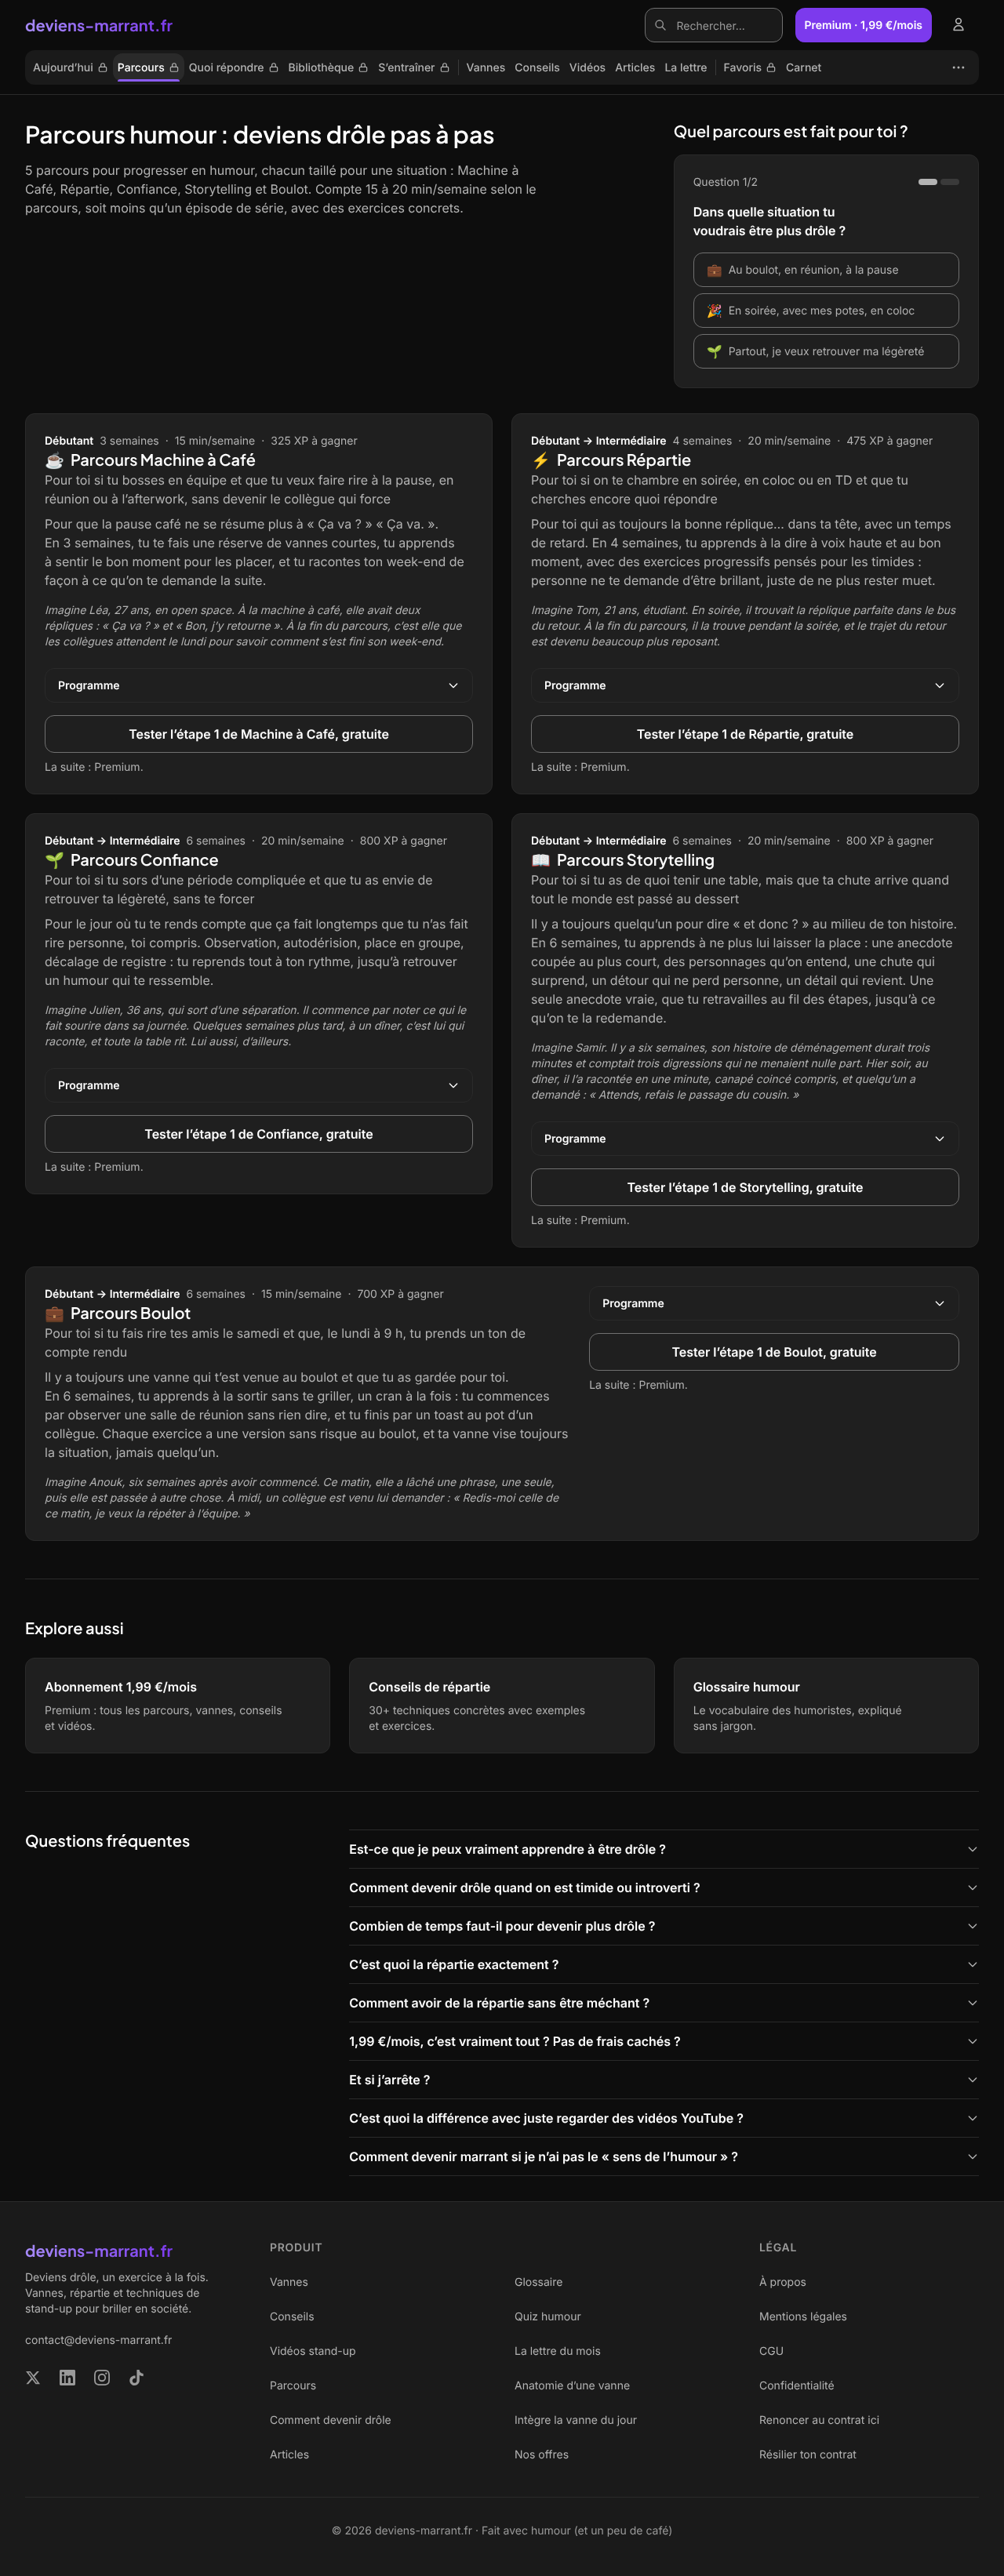 deviens-marrant.fr
Rechercher...
Premium · 1,99 €/mois
Aujourd’hui
Parcours
Quoi répondre
Bibliothèque
S’entraîner
Vannes
Conseils
Vidéos
Articles
La lettre
Favoris
Carnet
Parcours humour : deviens drôle pas à pas
5 parcours pour progresser en humour, chacun taillé pour une situation : Machine à
Café, Répartie, Confiance, Storytelling et Boulot. Compte 15 à 20 min/semaine selon le
parcours, soit moins qu’un épisode de série, avec des exercices concrets.
Quel parcours est fait pour toi ?
Question 1/2
Dans quelle situation tu
voudrais être plus drôle ?
Au boulot, en réunion, à la pause
En soirée, avec mes potes, en coloc
Partout, je veux retrouver ma légèreté
Débutant 3 semaines · 15 min/semaine · 325 XP à gagner
Parcours Machine à Café
Pour toi si tu bosses en équipe et que tu veux faire rire à la pause, en
réunion ou à l’afterwork, sans devenir le collègue qui force
Pour que la pause café ne se résume plus à « Ça va ? » « Ça va. ».
En 3 semaines, tu te fais une réserve de vannes courtes, tu apprends
à sentir le bon moment pour les placer, et tu racontes ton week-end de
façon à ce qu’on te demande la suite.
Imagine Léa, 27 ans, en open space. À la machine à café, elle avait deux
répliques : « Ça va ? » et « Bon, j’y retourne ». À la fin du parcours, c’est elle que
les collègues attendent le lundi pour savoir comment s’est fini son week-end.
Programme
Tester l’étape 1 de Machine à Café, gratuite
La suite : Premium.
Débutant → Intermédiaire 4 semaines · 20 min/semaine · 475 XP à gagner
Parcours Répartie
Pour toi si on te chambre en soirée, en coloc ou en TD et que tu
cherches encore quoi répondre
Pour toi qui as toujours la bonne réplique… dans ta tête, avec un temps
de retard. En 4 semaines, tu apprends à la dire à voix haute et au bon
moment, avec des exercices progressifs pensés pour les timides :
personne ne te demande d’être brillant, juste de ne plus rester muet.
Imagine Tom, 21 ans, étudiant. En soirée, il trouvait la réplique parfaite dans le bus
du retour. À la fin du parcours, il la trouve pendant la soirée, et le trajet du retour
est devenu beaucoup plus reposant.
Programme
Tester l’étape 1 de Répartie, gratuite
La suite : Premium.
Débutant → Intermédiaire 6 semaines · 20 min/semaine · 800 XP à gagner
Parcours Confiance
Pour toi si tu sors d’une période compliquée et que tu as envie de
retrouver ta légèreté, sans te forcer
Pour le jour où tu te rends compte que ça fait longtemps que tu n’as fait
rire personne, toi compris. Observation, autodérision, place en groupe,
décalage de registre : tu reprends tout à ton rythme, jusqu’à retrouver
un humour qui te ressemble.
Imagine Julien, 36 ans, qui sort d’une séparation. Il commence par noter ce qui le
fait sourire dans sa journée. Quelques semaines plus tard, à un dîner, c’est lui qui
raconte, et toute la table rit. Lui aussi, d’ailleurs.
Programme
Tester l’étape 1 de Confiance, gratuite
La suite : Premium.
Débutant → Intermédiaire 6 semaines · 20 min/semaine · 800 XP à gagner
Parcours Storytelling
Pour toi si tu as de quoi tenir une table, mais que ta chute arrive quand
tout le monde est passé au dessert
Il y a toujours quelqu’un pour dire « et donc ? » au milieu de ton histoire.
En 6 semaines, tu apprends à ne plus lui laisser la place : une anecdote
coupée au plus court, des personnages qu’on entend, une chute qui
surprend, un détour qui ne perd personne, un détail qui revient. Une
seule anecdote vraie, que tu retravailles au fil des étapes, jusqu’à ce
qu’on te la redemande.
Imagine Samir. Il y a six semaines, son histoire de déménagement durait trois
minutes et comptait trois digressions qui ne menaient nulle part. Hier soir, au
dîner, il l’a racontée en une minute, canapé coincé compris, et quelqu’un a
demandé : « Attends, refais le passage du cousin. »
Programme
Tester l’étape 1 de Storytelling, gratuite
La suite : Premium.
Débutant → Intermédiaire 6 semaines · 15 min/semaine · 700 XP à gagner
Parcours Boulot
Pour toi si tu fais rire tes amis le samedi et que, le lundi à 9 h, tu prends un ton de
compte rendu
Il y a toujours une vanne qui t’est venue au boulot et que tu as gardée pour toi.
En 6 semaines, tu apprends à la sortir sans te griller, un cran à la fois : tu commences
par observer une salle de réunion sans rien dire, et tu finis par un toast au pot d’un
collègue. Chaque exercice a une version sans risque au boulot, et ta vanne vise toujours
la situation, jamais quelqu’un.
Imagine Anouk, six semaines après avoir commencé. Ce matin, elle a lâché une phrase, une seule,
puis elle est passée à autre chose. À midi, un collègue est venu lui demander : « Redis-moi celle de
ce matin, je veux la répéter à l’équipe. »
Programme
Tester l’étape 1 de Boulot, gratuite
La suite : Premium.
Explore aussi
Abonnement 1,99 €/mois
Premium : tous les parcours, vannes, conseils
et vidéos.
Conseils de répartie
30+ techniques concrètes avec exemples
et exercices.
Glossaire humour
Le vocabulaire des humoristes, expliqué
sans jargon.
Questions fréquentes
Est-ce que je peux vraiment apprendre à être drôle ?
Comment devenir drôle quand on est timide ou introverti ?
Combien de temps faut-il pour devenir plus drôle ?
C’est quoi la répartie exactement ?
Comment avoir de la répartie sans être méchant ?
1,99 €/mois, c’est vraiment tout ? Pas de frais cachés ?
Et si j’arrête ?
C’est quoi la différence avec juste regarder des vidéos YouTube ?
Comment devenir marrant si je n’ai pas le « sens de l’humour » ?
deviens-marrant.fr
Deviens drôle, un exercice à la fois.
Vannes, répartie et techniques de
stand-up pour briller en société.
contact@deviens-marrant.fr
PRODUIT
Vannes
Conseils
Vidéos stand-up
Parcours
Comment devenir drôle
Articles
Glossaire
Quiz humour
La lettre du mois
Anatomie d’une vanne
Intègre la vanne du jour
Nos offres
LÉGAL
À propos
Mentions légales
CGU
Confidentialité
Renoncer au contrat ici
Résilier ton contrat
© 2026 deviens-marrant.fr · Fait avec humour (et un peu de café)